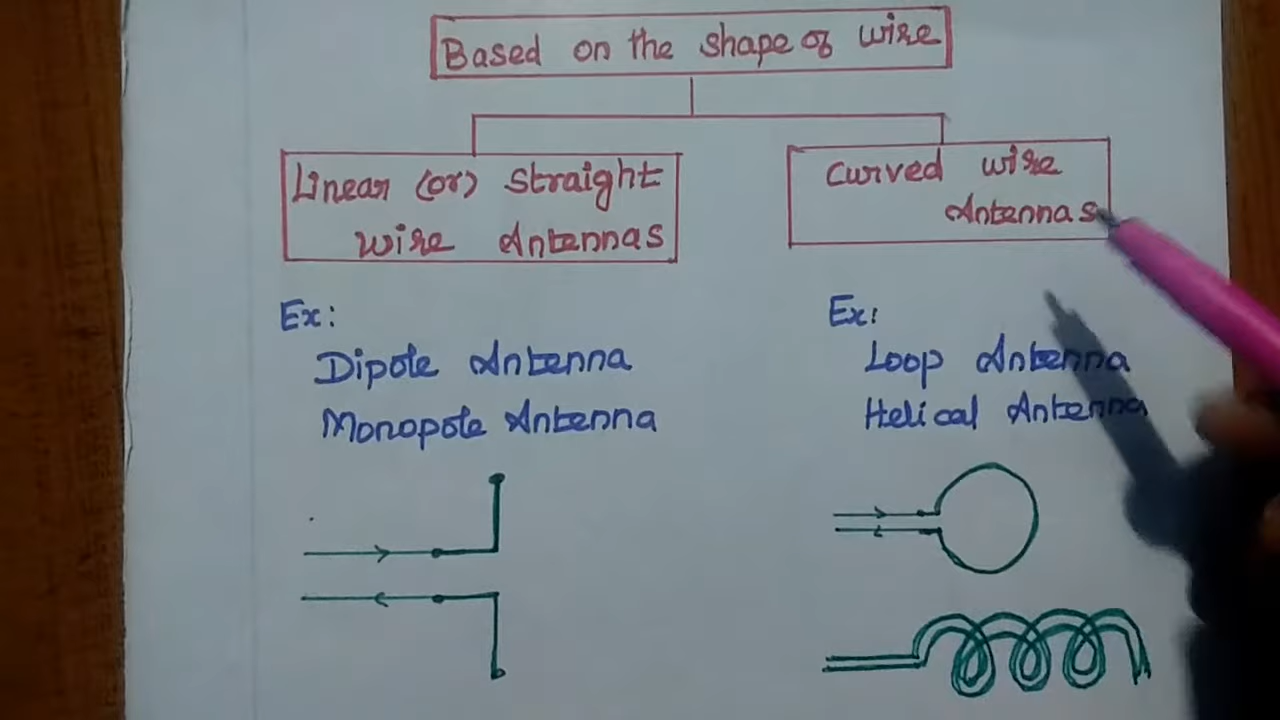 Based on the shape of wire
Linear (or) straight
wire Antennas
Curved wire
Antennas
Ex:
Dipole Antenna
Monopole Antenna
Ex:
Loop Antenna
Helical Antenna